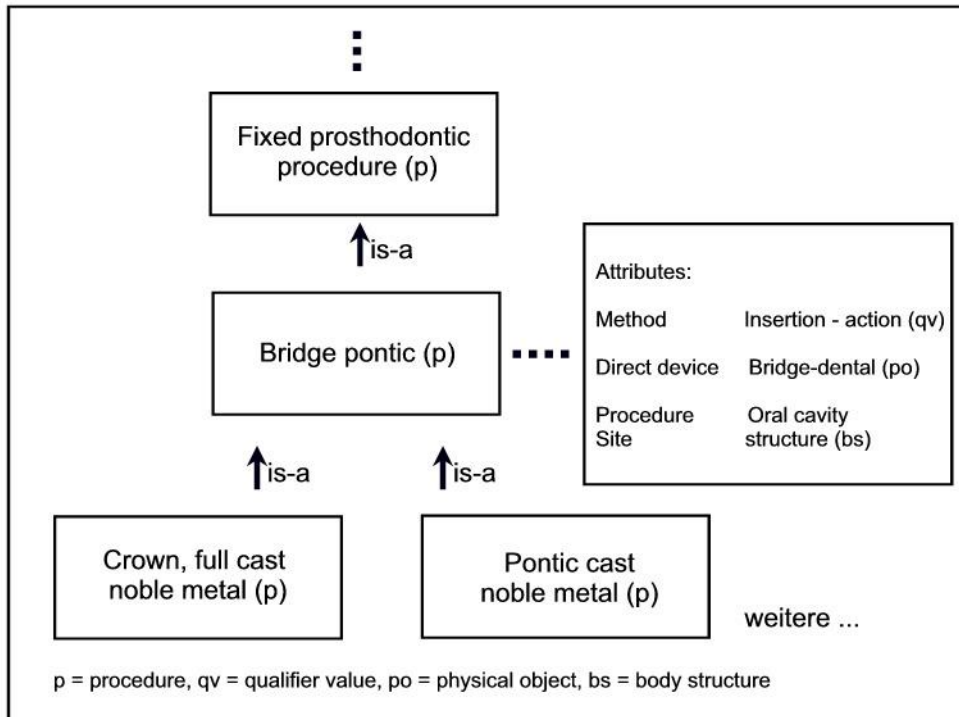 Fixed prosthodontic
procedure (p)
is-a
Bridge pontic (p)
Attributes:
Method Insertion - action (qv)
Direct device Bridge-dental (po)
Procedure Oral cavity
Site structure (bs)
is-a is-a
Crown, full cast
noble metal (p)
Pontic cast
noble metal (p)
weitere ...
p = procedure, qv = qualifier value, po = physical object, bs = body structure